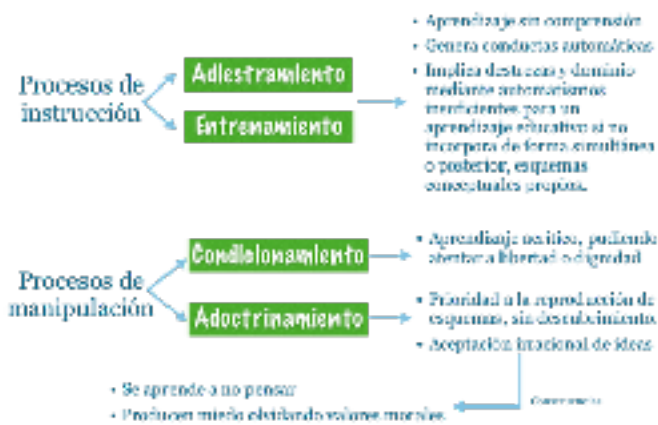 Procesos de
instrucción
Adiestramiento
Entrenamiento
• Aprendizaje sin comprensión
• Genera conductas automáticas
• Implica destrezas y dominio
mediante automatismos
ineficientes para un
aprendizaje educativo si no
incorpora de forma simultánea
o posterior, esquemas
conceptuales propios.
Procesos de
manipulación
Condicionamiento
Adoctrinamiento
• Aprendizaje acrítico, pudiendo
atentar a libertad o dignidad
• Prioridad a la reproducción de
esquemas, sin descubrimiento.
• Aceptación irracional de ideas
• Se aprende a no pensar
• Producen miedo olvidando valores morales.